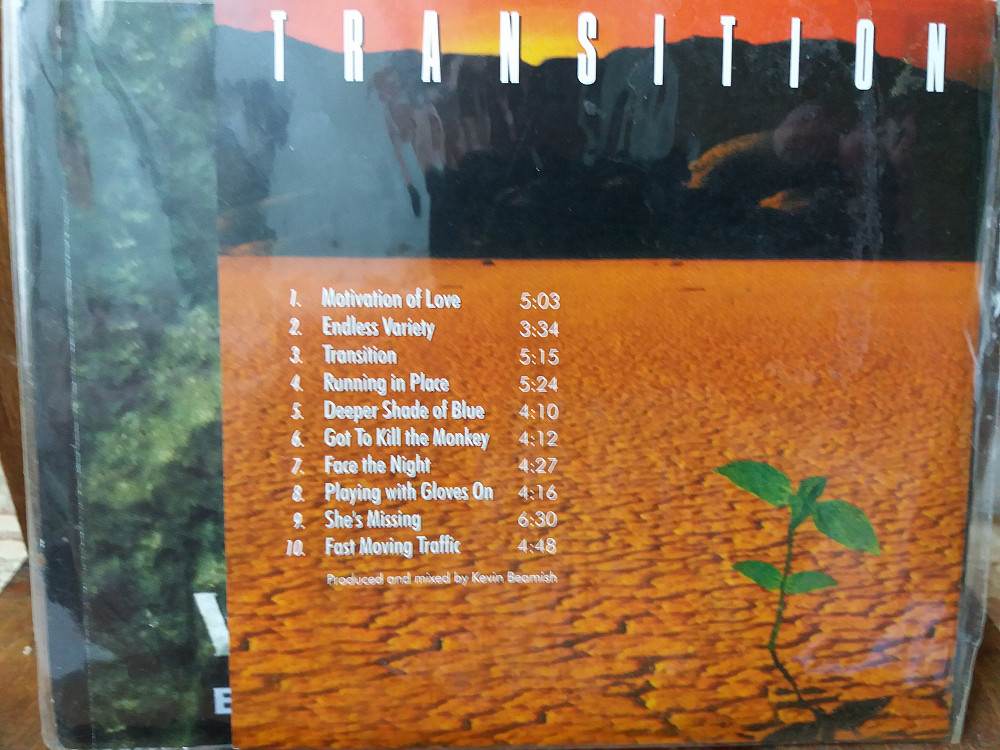 TRANSITION
1. Motivation of Love 5:03
2. Endless Variety 3:34
3. Transition 5:15
4. Running in Place 5:24
5. Deeper Shade of Blue 4:10
6. Got To Kill the Monkey 4:12
7. Face the Night 4:27
8. Playing with Gloves On 4:16
9. She's Missing 6:30
10. Fast Moving Traffic 4:48
Produced and mixed by Kevin Beamish